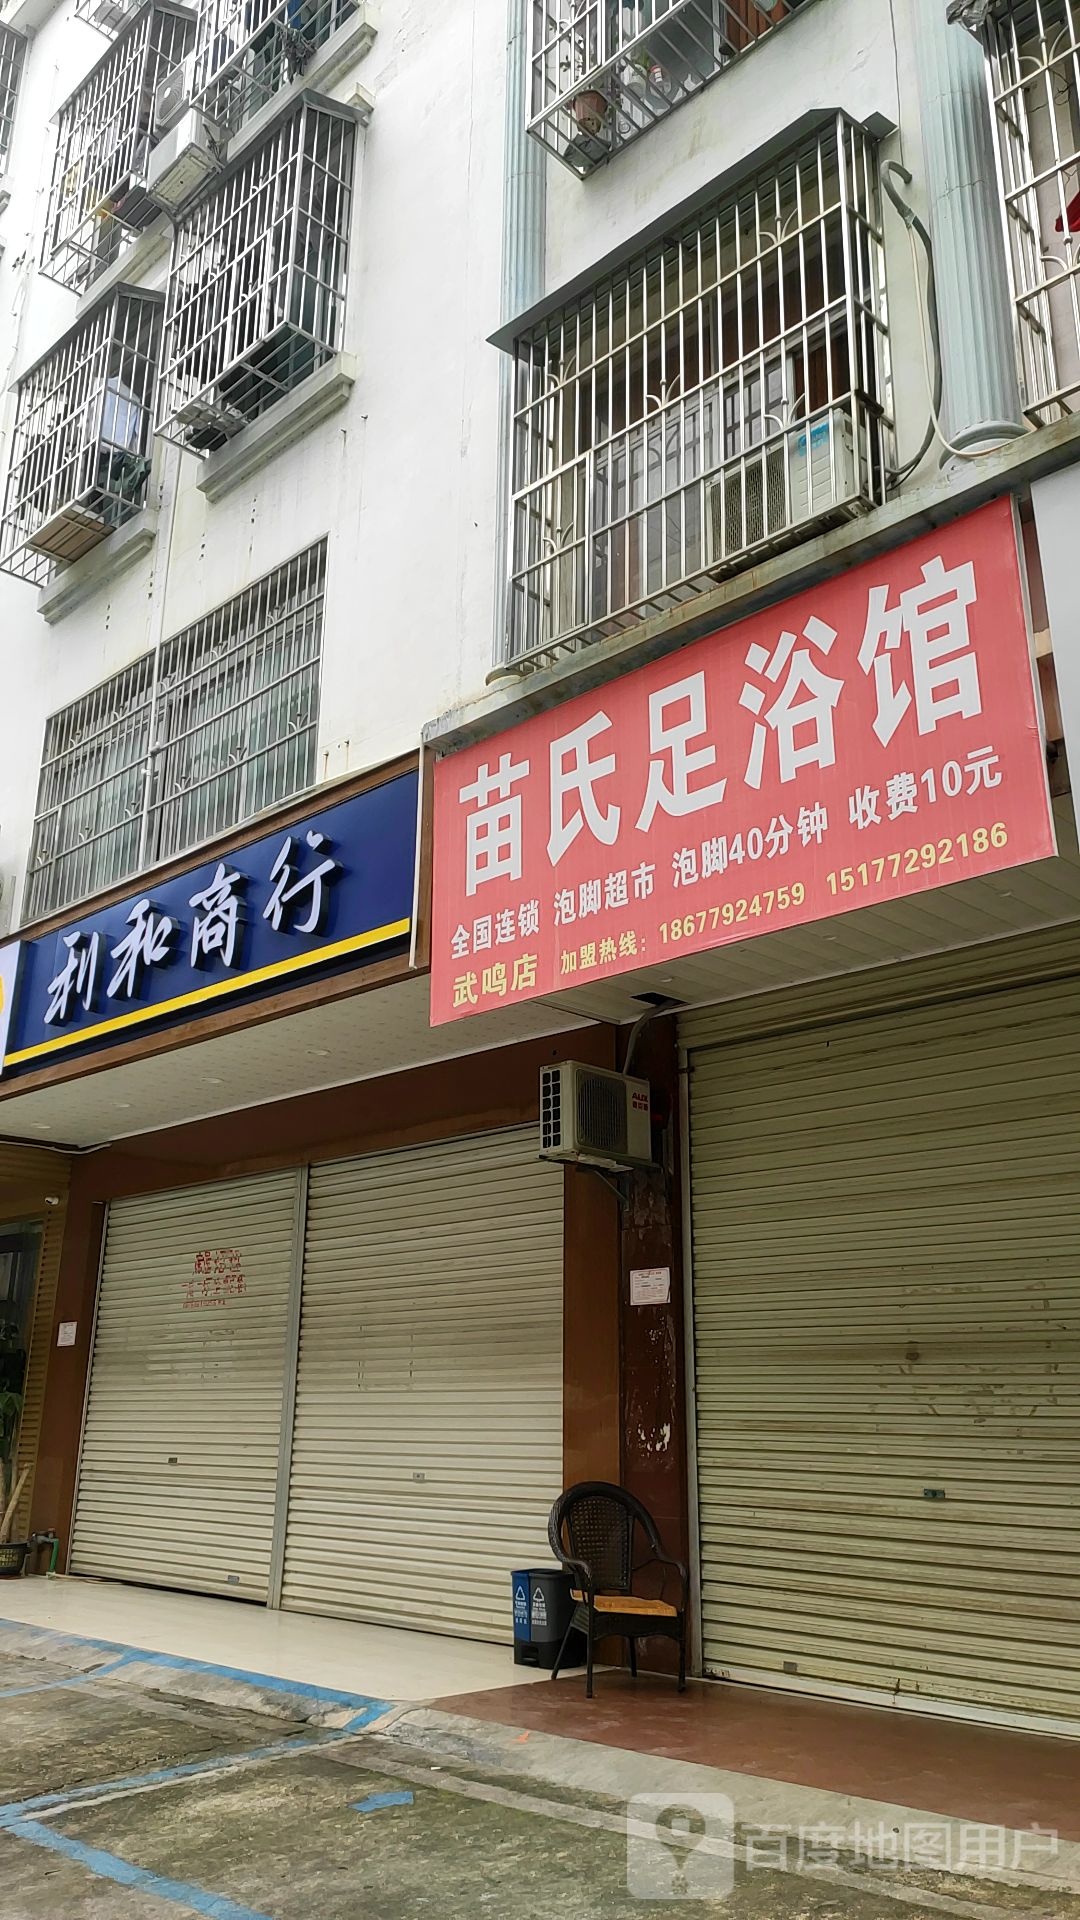 苗氏足浴馆
全国连锁 泡脚超市 泡脚40分钟 收费10元
武鸣店 加盟热线：18677924759 15177292186
利和商行
AUX
百度地图用户